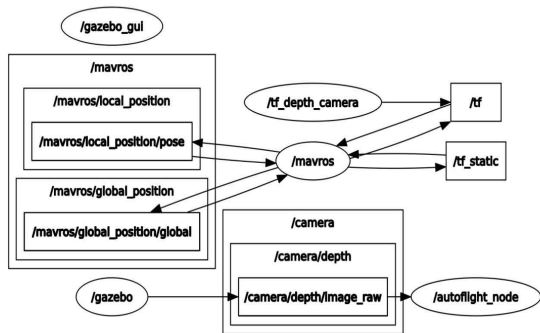 /gazebo_gui
/mavros
/mavros/local_position
/mavros/local_position/pose
/tf_depth_camera
/tf
/mavros
/tf_static
/mavros/global_position
/mavros/global_position/global
/camera
/camera/depth
/gazebo
/camera/depth/Image_raw
/autoflight_node